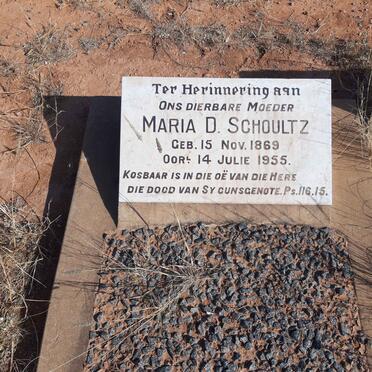 Ter Herinnering aan
Ons dierbare Moeder
Maria D. Schoultz
Geb. 15 Nov. 1869
Oorl. 14 Julie 1955.
Kosbaar is in die oë van die Here
die dood van Sy gunsgenote. Ps. 116.15.